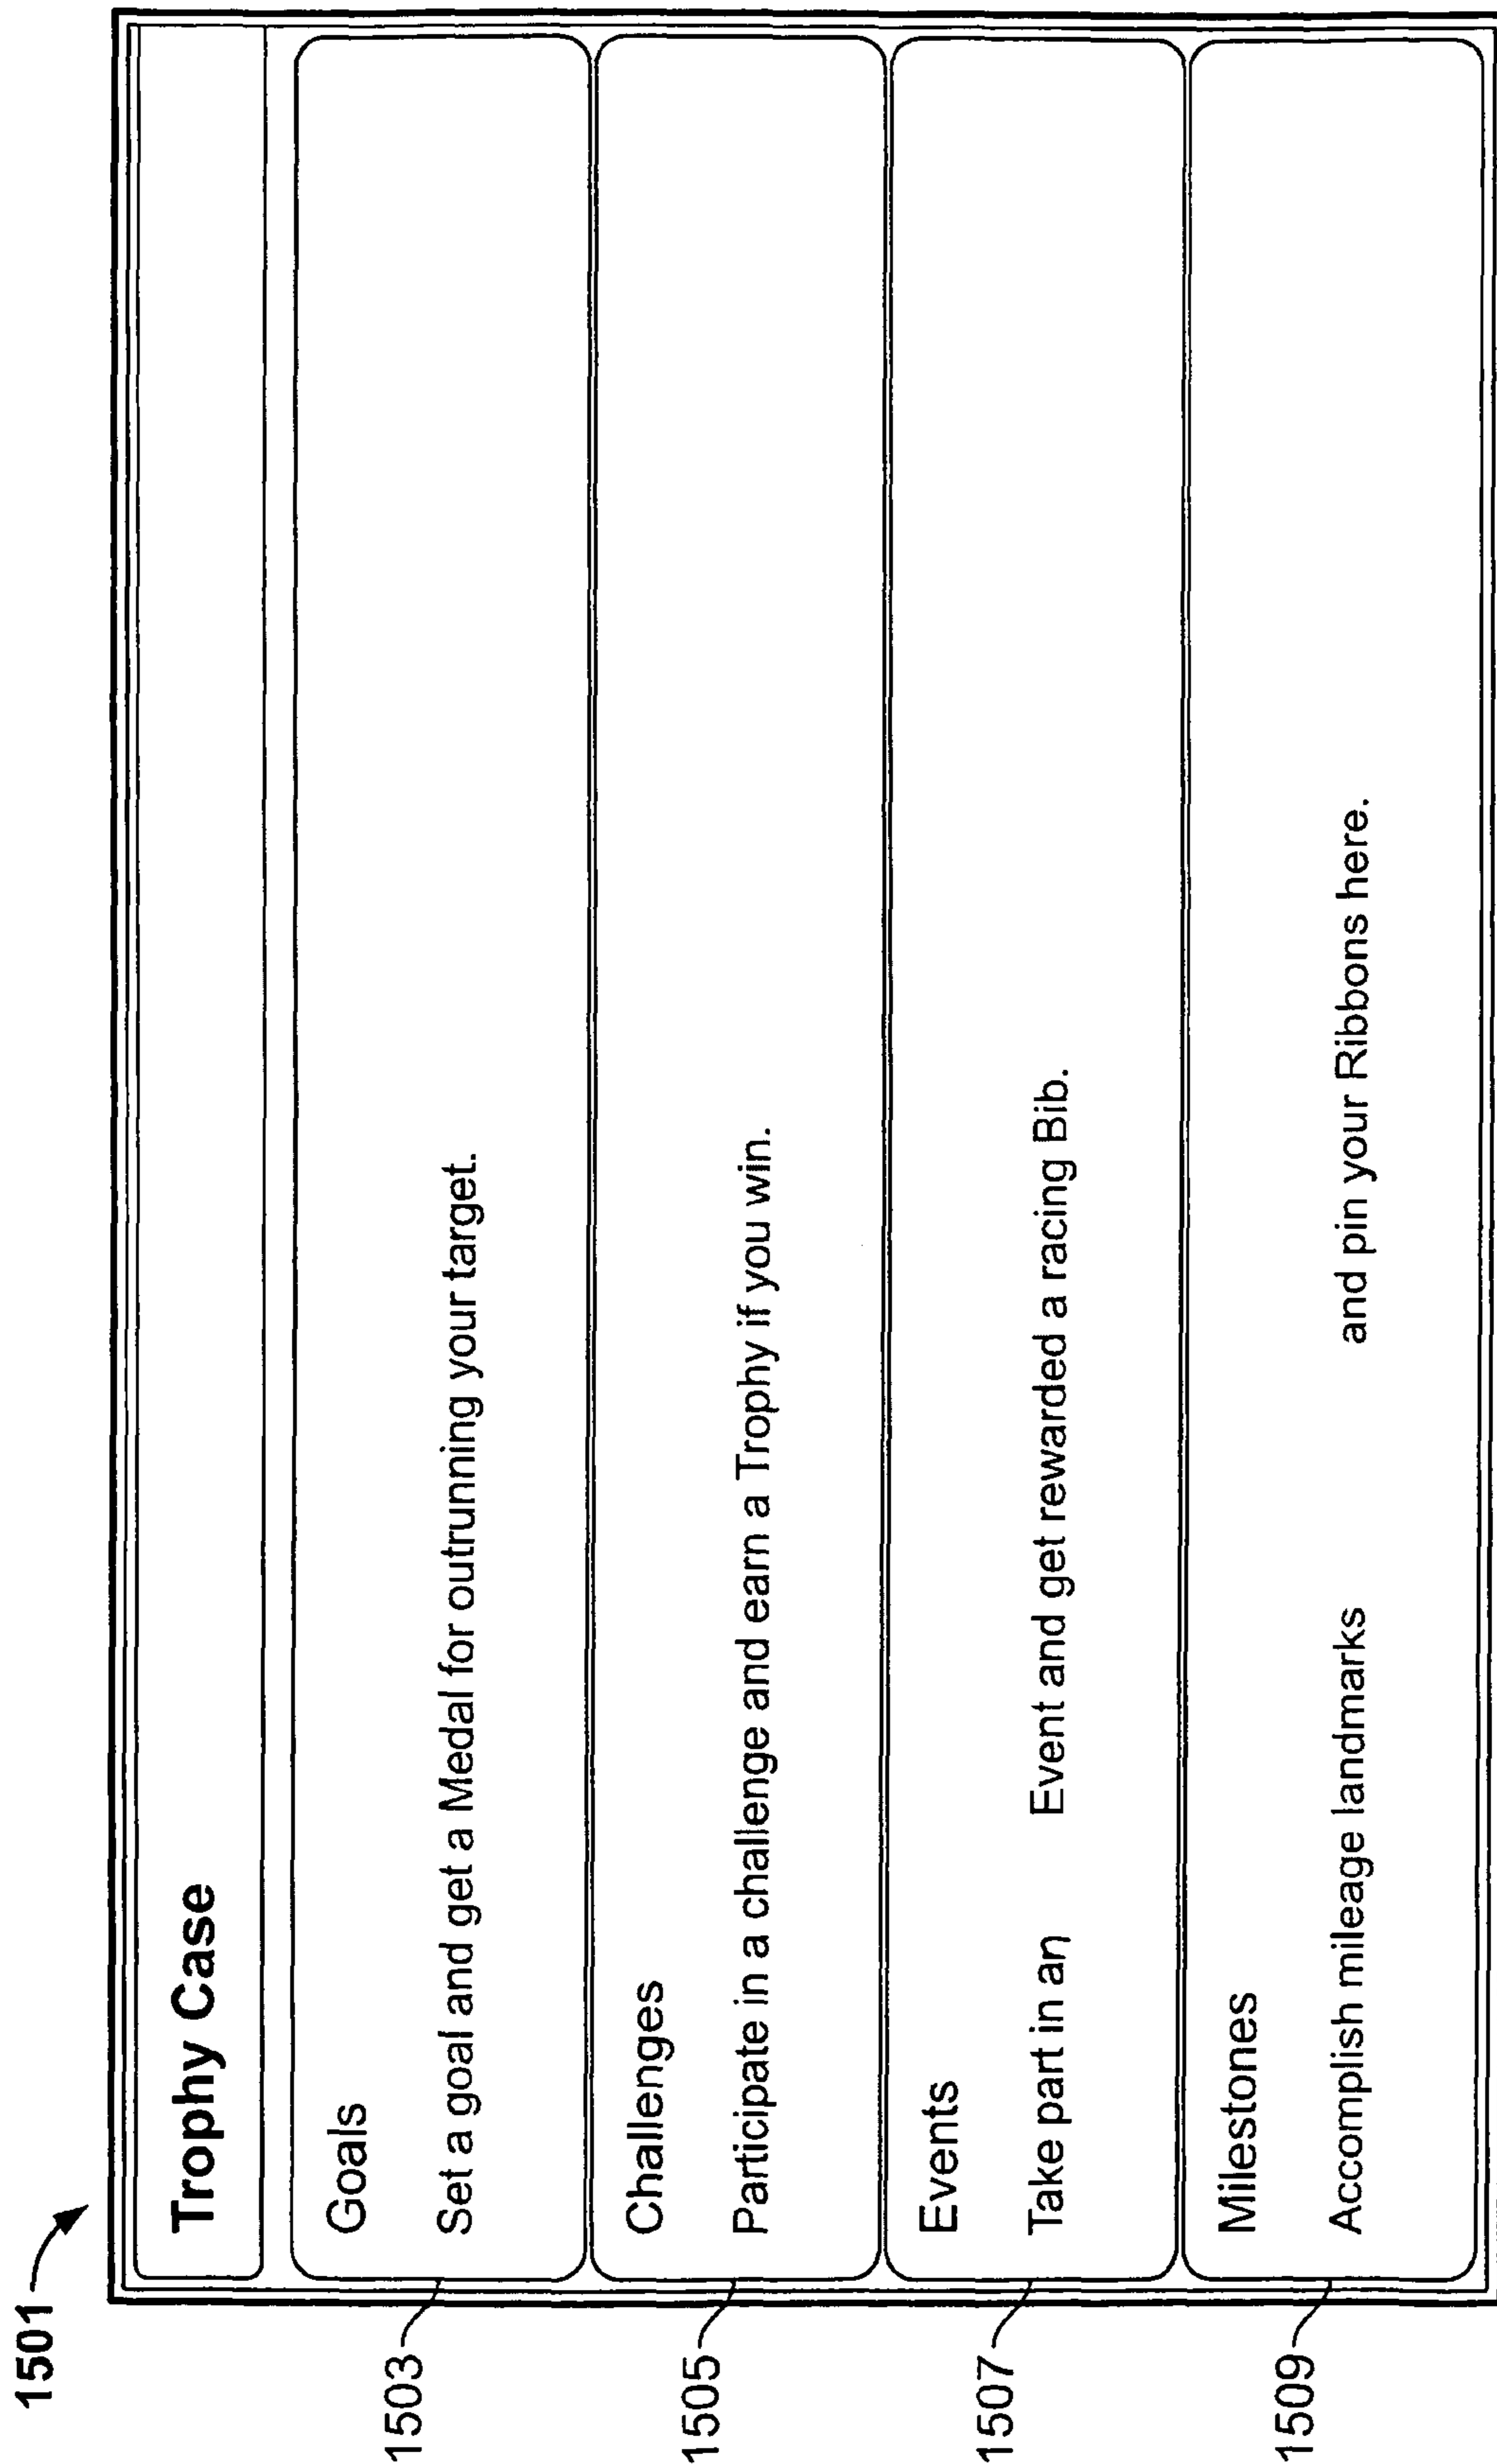 1501
Trophy Case
1503
Goals
Set a goal and get a Medal for outrunning your target.
1505
Challenges
Participate in a challenge and earn a Trophy if you win.
1507
Events
Take part in an Event and get rewarded a racing Bib.
1509
Milestones
Accomplish mileage landmarks and pin your Ribbons here.